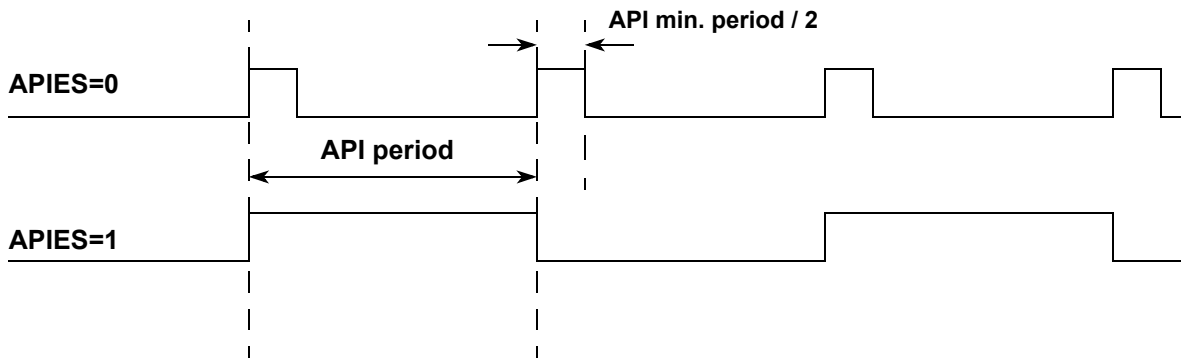 API min. period / 2
APIES=0
API period
APIES=1